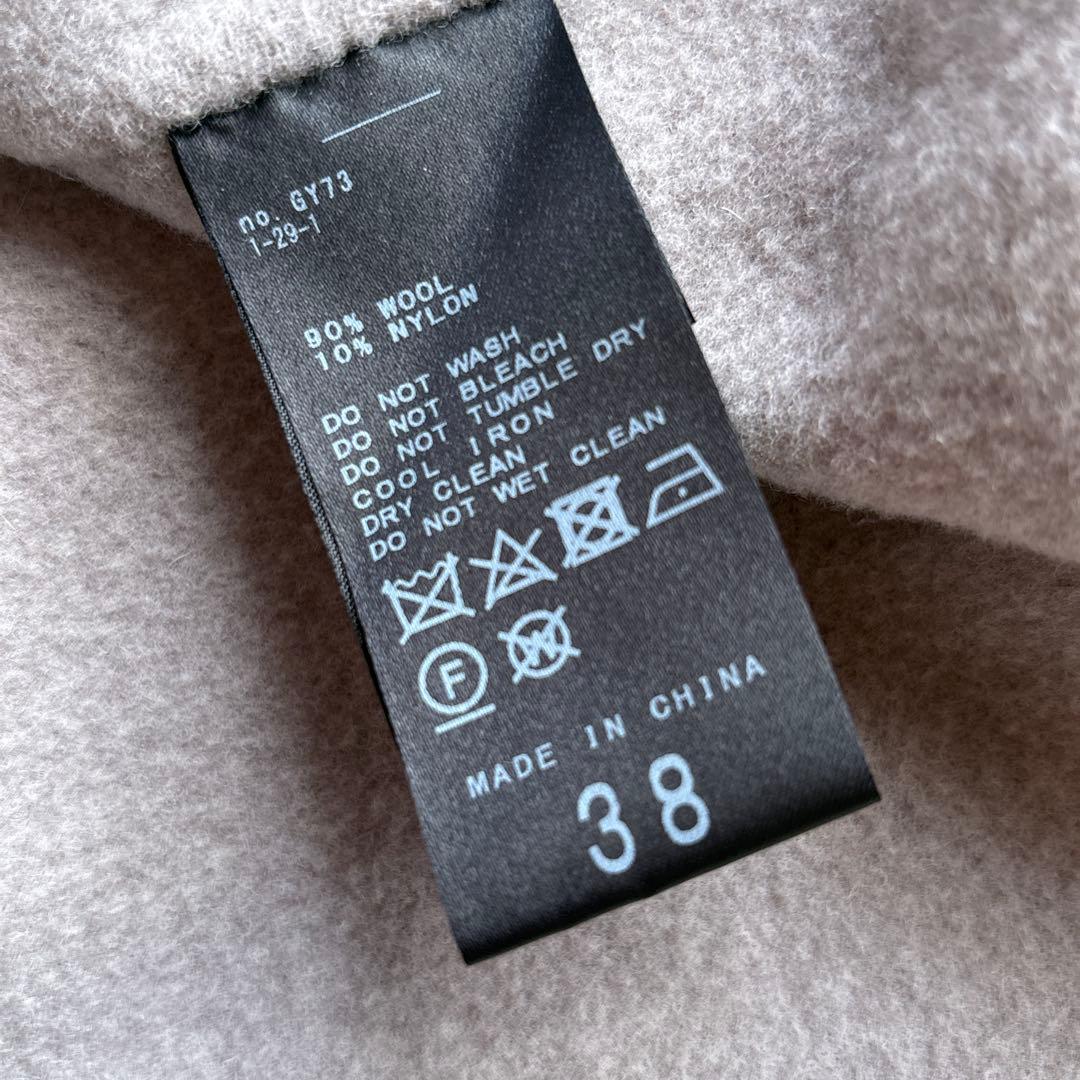 no. GY73
1-29-1
90% WOOL
10% NYLON
DO NOT WASH
DO NOT BLEACH
DO NOT TUMBLE DRY
COOL IRON
DRY CLEAN
DO NOT WET CLEAN
F W
MADE IN CHINA
38